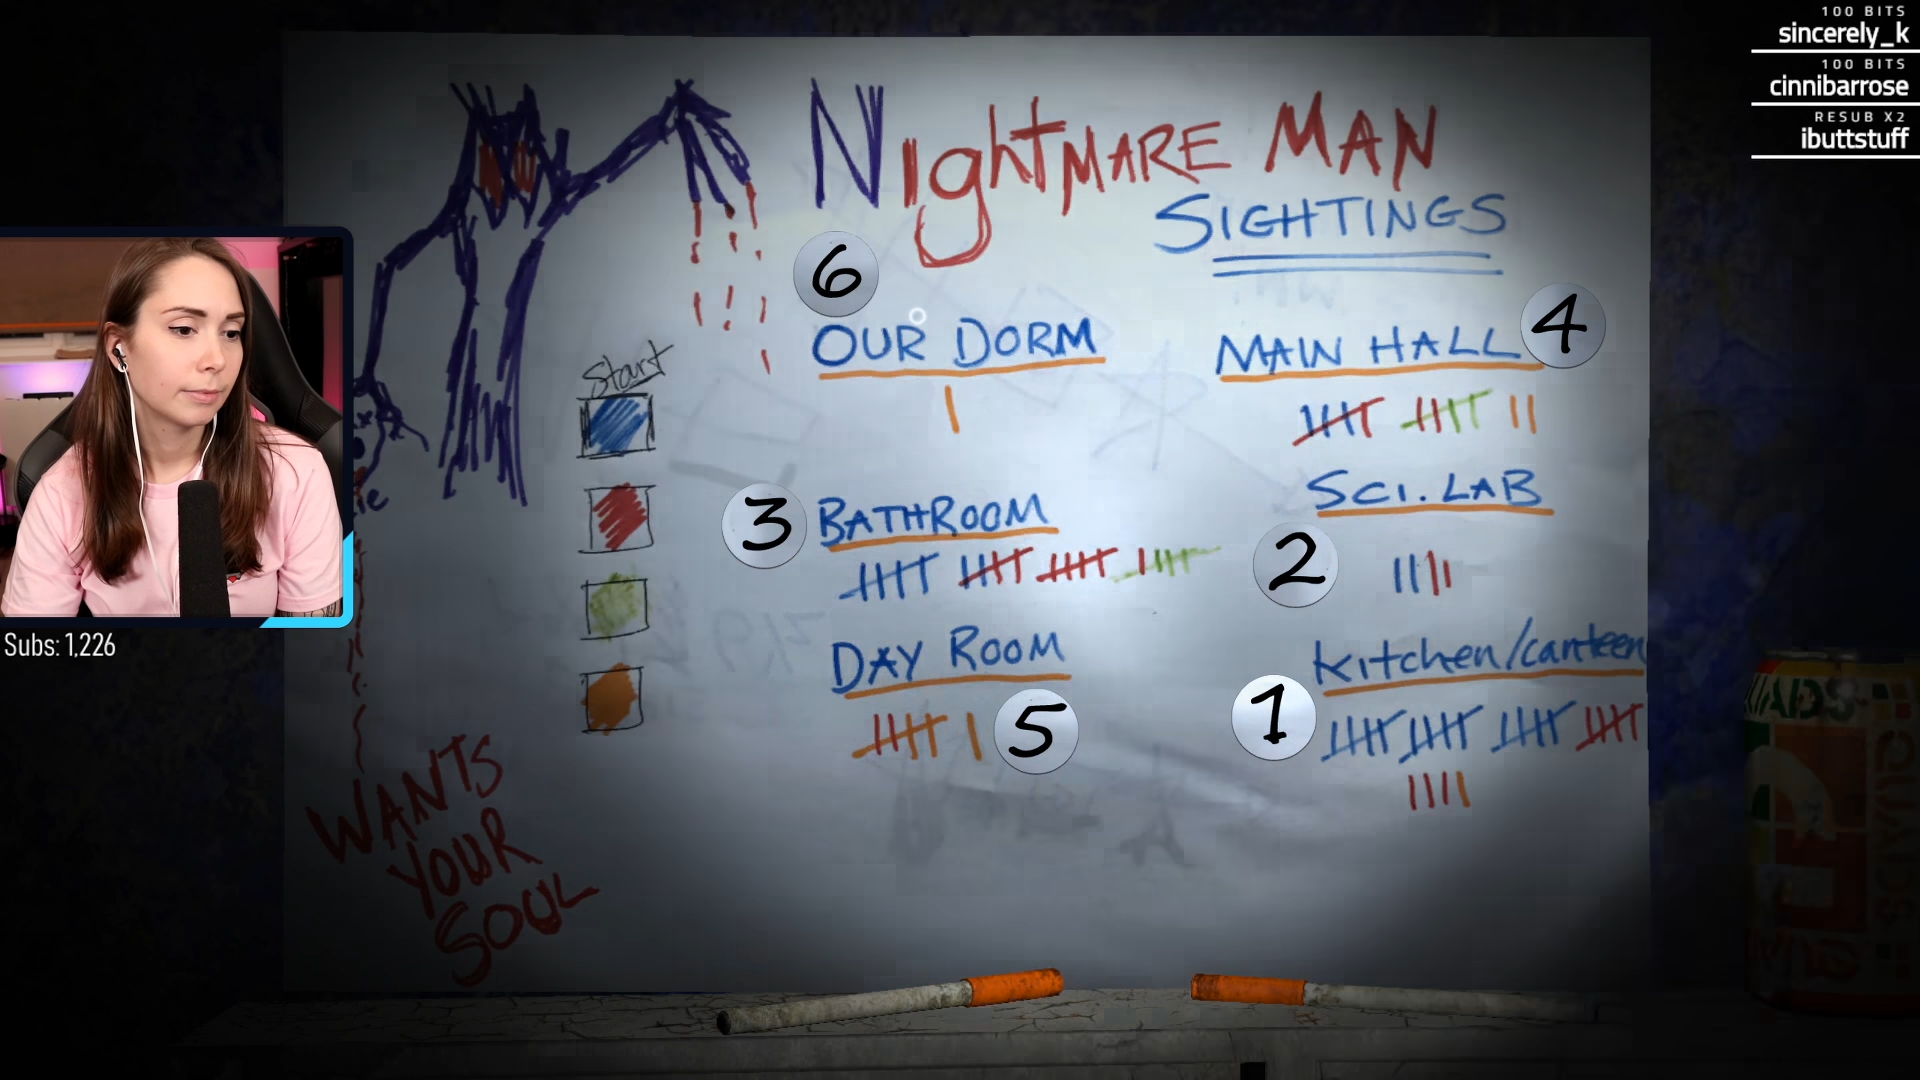 100 BITS
sincerely_k
100 BITS
cinnibarrose
RESUB X2
ibuttstuff
NightMARE MAN
SIGHTINGS
6
OUR DORM
4
MAIN HALL
Start
3
BATHROOM
SCI. LAB
2
DAY ROOM
5
kitchen/canteen
1
Subs: 1,226
WANTS
YOUR
SOUL